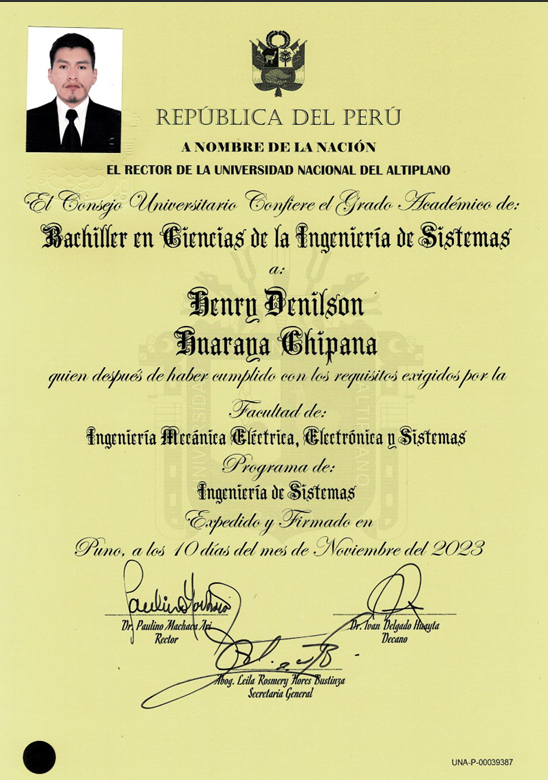 REPÚBLICA DEL PERÚ
A NOMBRE DE LA NACIÓN
EL RECTOR DE LA UNIVERSIDAD NACIONAL DEL ALTIPLANO
El Consejo Universitario Confiere el Grado Académico de:
Bachiller en Ciencias de la Ingeniería de Sistemas
a:
Henry Denilson
Huaraya Chipana
quien después de haber cumplido con los requisitos exigidos por la
Facultad de:
Ingeniería Mecánica Eléctrica, Electrónica y Sistemas
Programa de:
Ingeniería de Sistemas
Expedido y Firmado en
Puno, a los 10 días del mes de Noviembre del 2023
Dr. Paulino Machaca Ari
Rector
Dr. Ivan Delgado Huayta
Decano
Abog. Leila Rosmery Flores Bustinza
Secretaria General
UNA-P-00039387